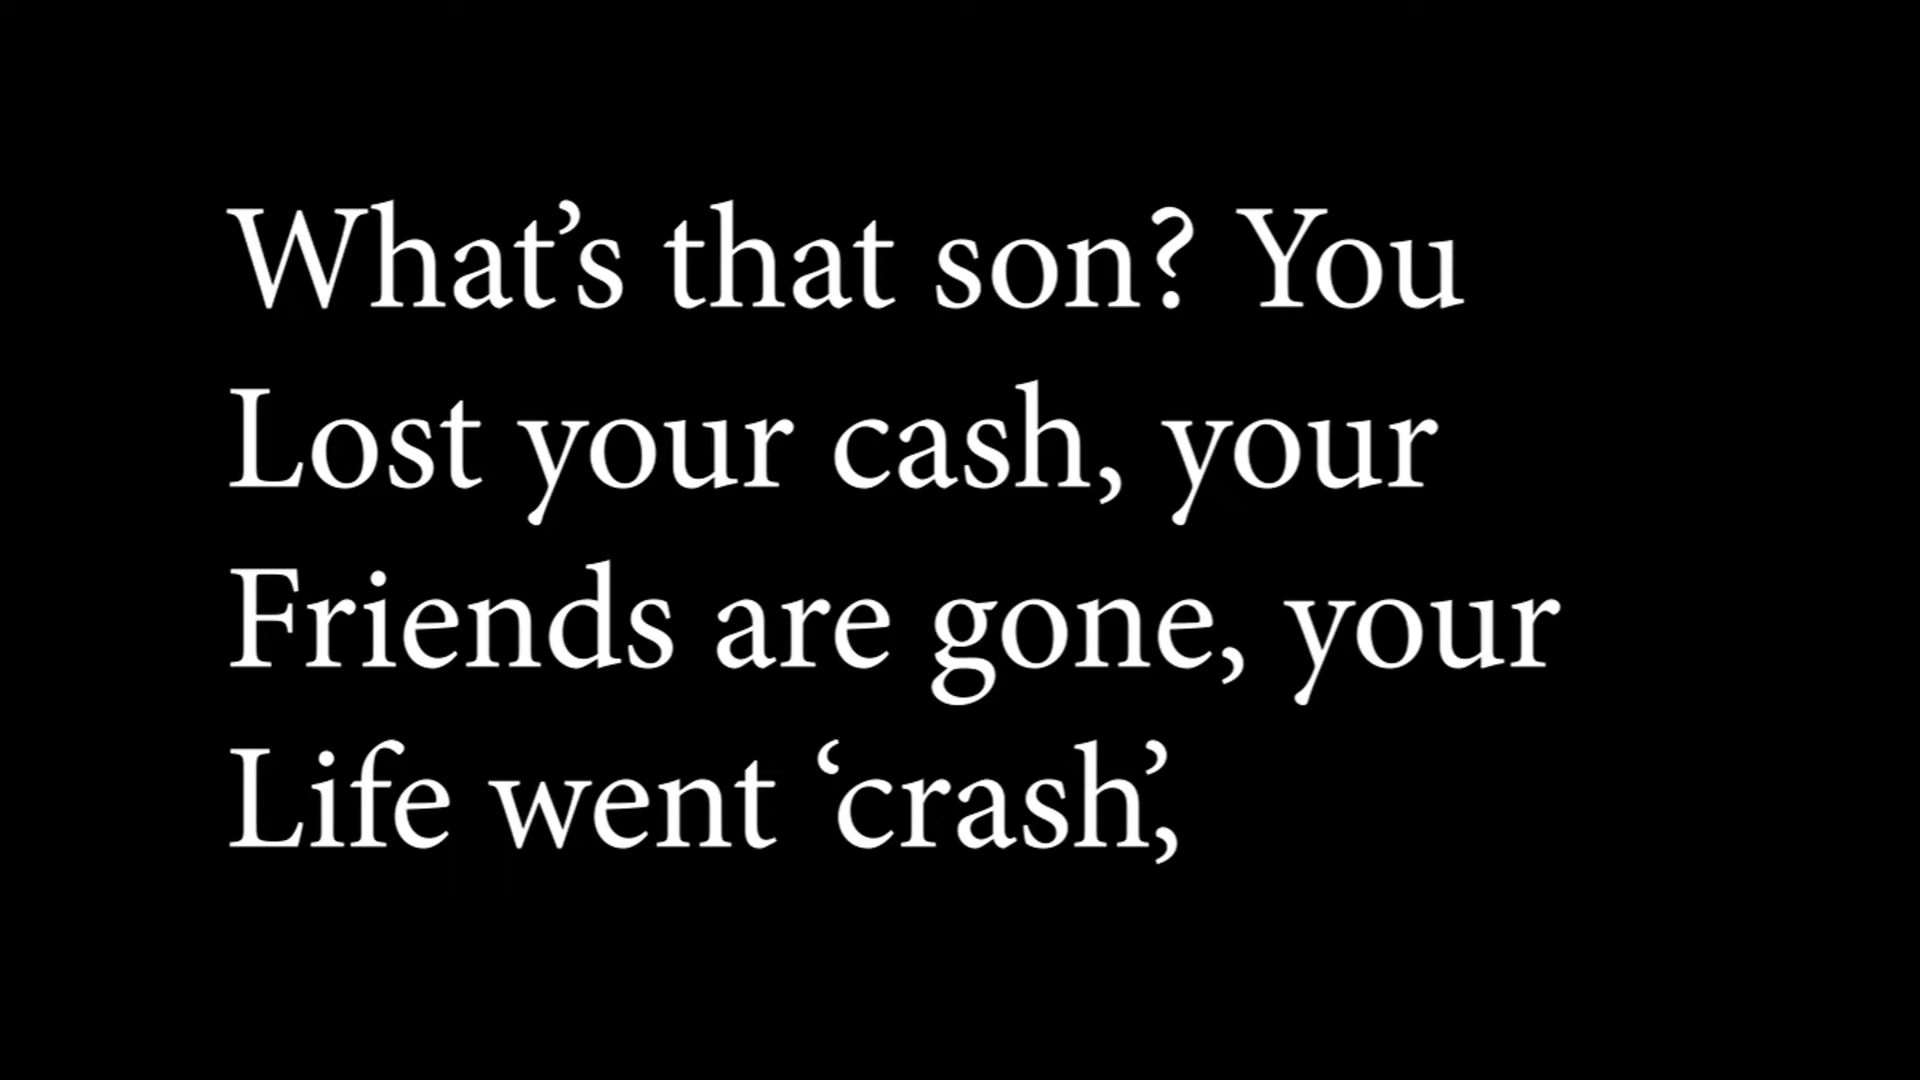 What’s that son? You
Lost your cash, your
Friends are gone, your
Life went ‘crash’,